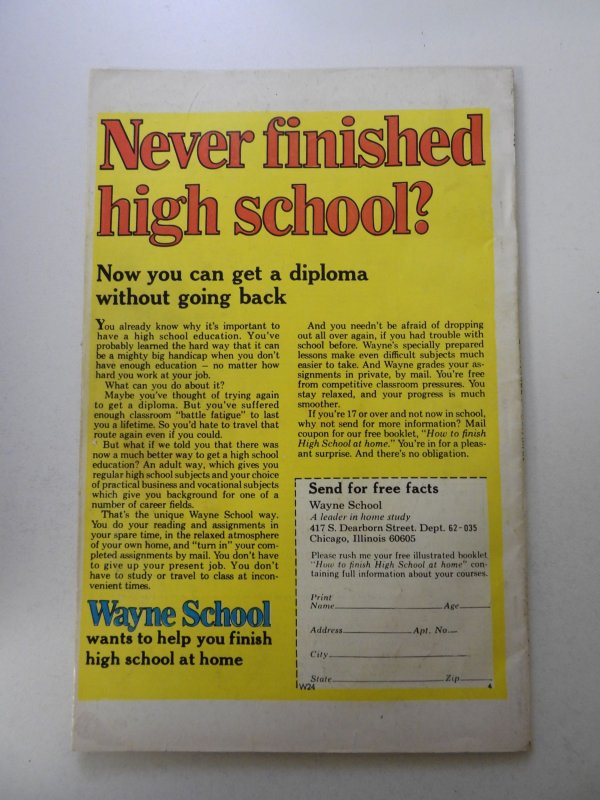 Never finished
high school?
Now you can get a diploma
without going back
You already know why it's important to
have a high school education. You've
probably learned the hard way that it can
be a mighty big handicap when you don't
have enough education – no matter how
hard you work at your job.
What can you do about it?
Maybe you've thought of trying again
to get a diploma. But you've suffered
enough classroom "battle fatigue" to last
you a lifetime. So you'd hate to travel that
route again even if you could.
But what if we told you that there was
now a much better way to get a high school
education? An adult way, which gives you
regular high school subjects and your choice
of practical business and vocational subjects
which give you background for one of a
number of career fields.
That's the unique Wayne School way.
You do your reading and assignments in
your spare time, in the relaxed atmosphere
of your own home, and "turn in" your com-
pleted assignments by mail. You don't have
to give up your present job. You don't
have to study or travel to class at incon-
venient times.
Wayne School
wants to help you finish
high school at home
And you needn't be afraid of dropping
out all over again, if you had trouble with
school before. Wayne's specially prepared
lessons make even difficult subjects much
easier to take. And Wayne grades your as-
signments in private, by mail. You're free
from competitive classroom pressures. You
stay relaxed, and your progress is much
smoother.
If you're 17 or over and not now in school,
why not send for more information? Mail
coupon for our free booklet, "How to finish
High School at home." You're in for a pleas-
ant surprise. And there's no obligation.
Send for free facts
Wayne School
A leader in home study
417 S. Dearborn Street. Dept. 62-035
Chicago, Illinois 60605
Please rush me your free illustrated booklet
"How to finish High School at home" con-
taining full information about your courses.
Print
Name Age
Address Apt. No.
City
State Zip
W24 4